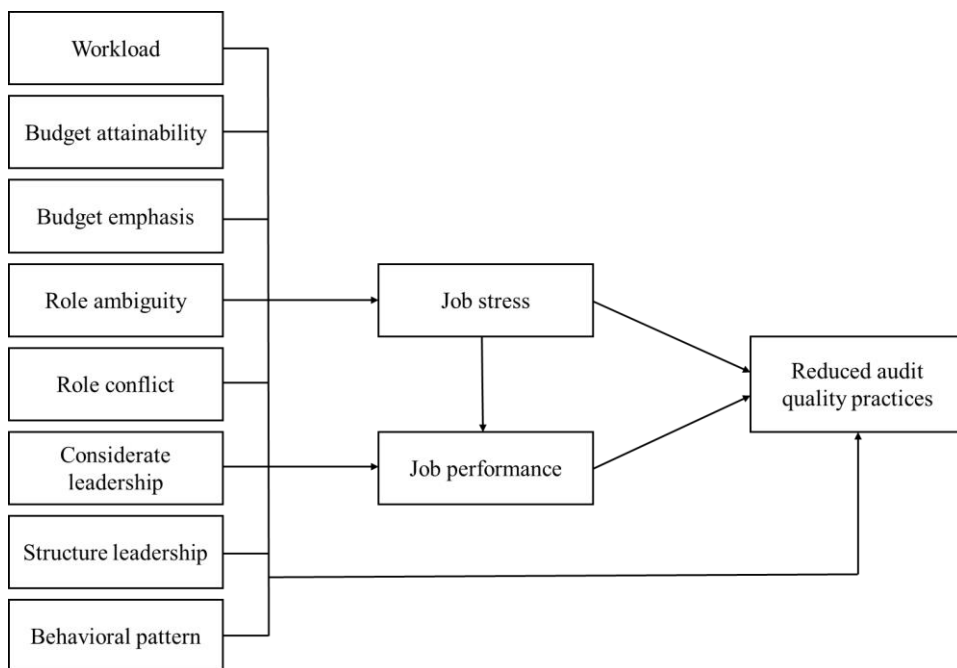 Workload
Budget attainability
Budget emphasis
Role ambiguity
Role conflict
Considerate
leadership
Structure leadership
Behavioral pattern
Job stress
Job performance
Reduced audit
quality practices